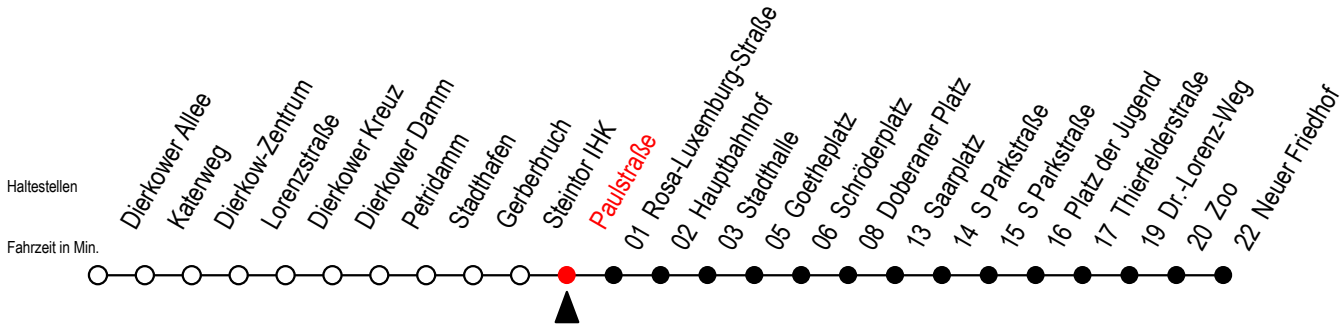 Haltestellen
Dierkower Allee
Katerweg
Dierkow-Zentrum
Lorenzstraße
Dierkower Kreuz
Dierkower Damm
Petridamm
Stadthafen
Gerberbruch
Steintor IHK
Paulstraße
Fahrzeit in Min.
01 Rosa-Luxemburg-Straße
02 Hauptbahnhof
03 Stadthalle
05 Goetheplatz
06 Schröderplatz
08 Doberaner Platz
13 Saarplatz
14 S Parkstraße
15 S Parkstraße
16 Platz der Jugend
17 Thierfelderstraße
19 Dr.-Lorenz-Weg
20 Zoo
22 Neuer Friedhof